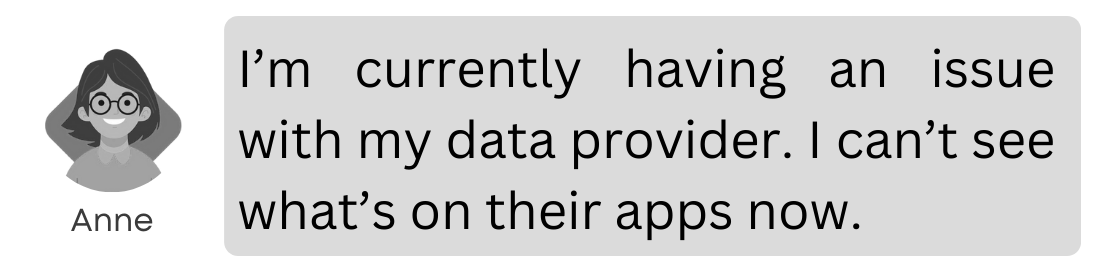 I'm currently having an issue
with my data provider. I can't see
what's on their apps now.
Anne